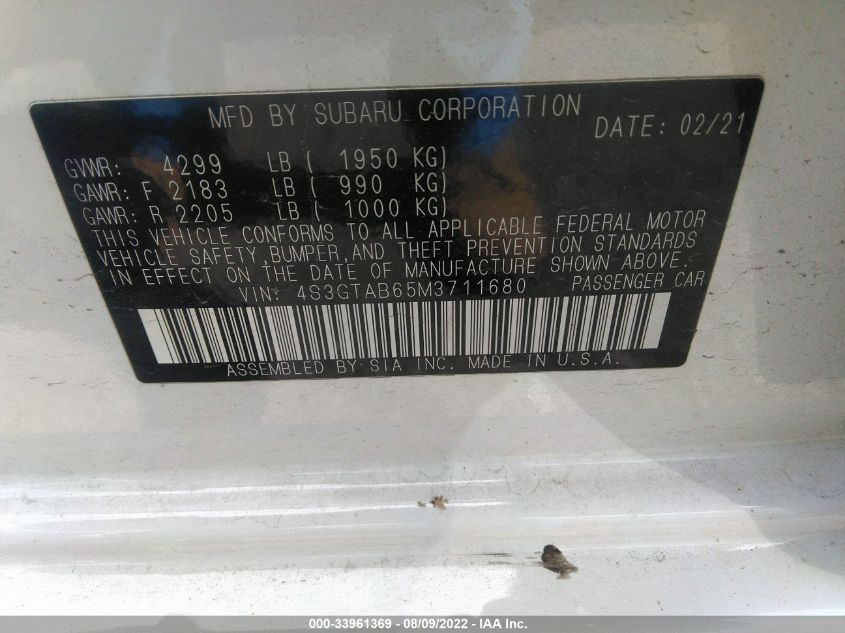 MFD BY SUBARU CORPORATION
DATE: 02/21
GVWR: 4299 LB ( 1950 KG)
GAWR: F 2183 LB ( 990 KG)
GAWR: R 2205 LB ( 1000 KG)
THIS VEHICLE CONFORMS TO ALL APPLICABLE FEDERAL MOTOR
VEHICLE SAFETY, BUMPER, AND THEFT PREVENTION STANDARDS
IN EFFECT ON THE DATE OF MANUFACTURE SHOWN ABOVE.
VIN: 4S3GTAB65M3711680 PASSENGER CAR
ASSEMBLED BY SIA INC. MADE IN U.S.A.
000-33961369 - 08/09/2022 - IAA Inc.